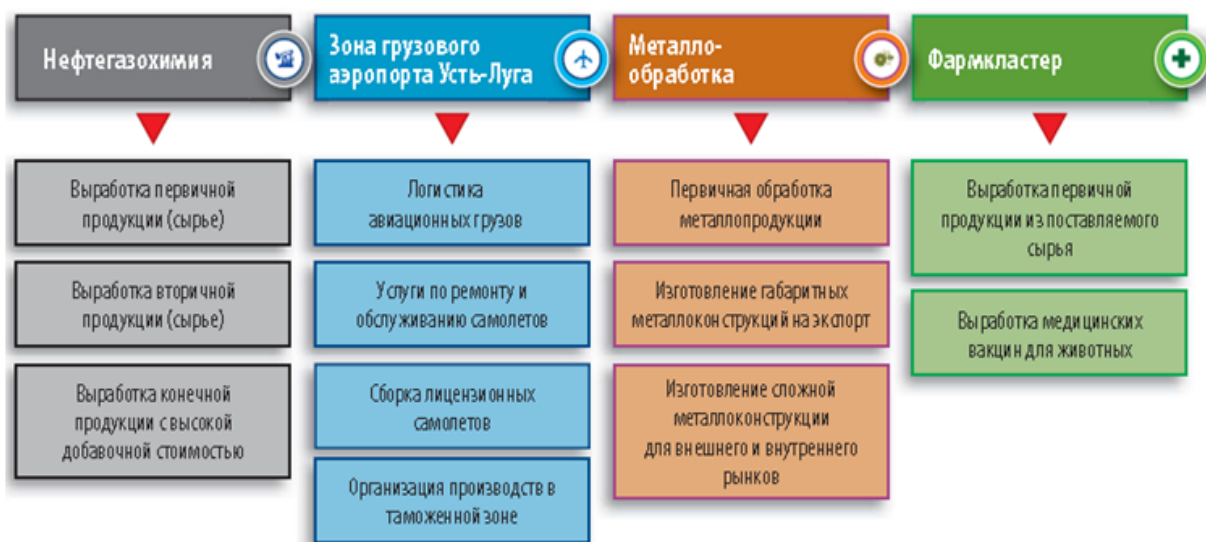 Нефтегазохимия
Зона грузового
аэропорта Усть-Луга
Металло-
обработка
Фармкластер
Выработка первичной
продукции (сырье)
Выработка вторичной
продукции (сырье)
Выработка конечной
продукции с высокой
добавочной стоимостью
Логистика
авиационных грузов
Услуги по ремонту и
обслуживанию самолетов
Сборка лицензионных
самолетов
Организация производств в
таможенной зоне
Первичная обработка
металлопродукции
Изготовление габаритных
металлоконструкций на экспорт
Изготовление сложной
металлоконструкции
для внешнего и внутреннего
рынков
Выработка первичной
продукции из поставляемого
сырья
Выработка медицинских
вакцин для животных